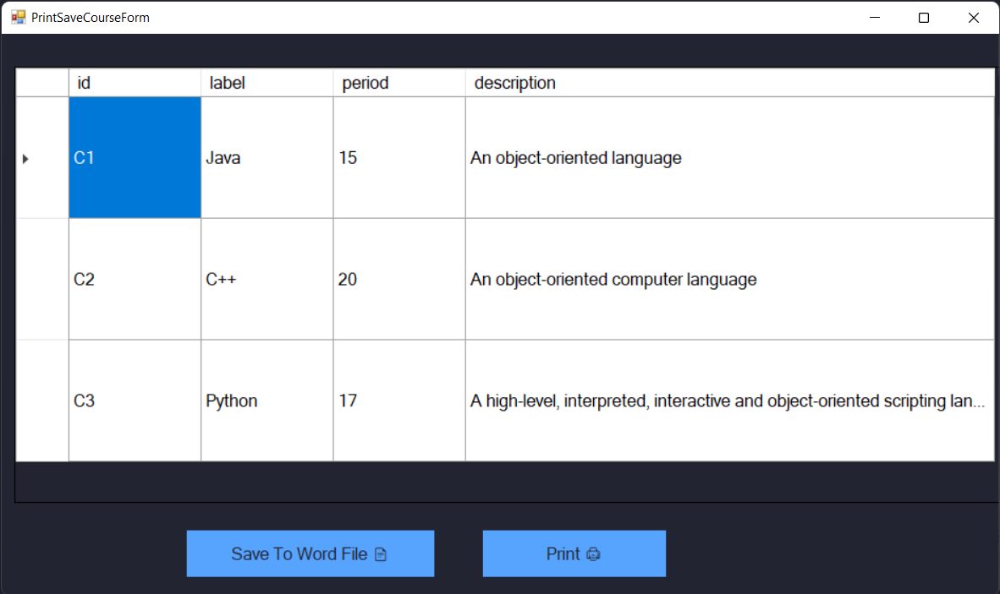 PrintSaveCourseForm
id label period description
C1 Java 15 An object-oriented language
C2 C++ 20 An object-oriented computer language
C3 Python 17 A high-level, interpreted, interactive and object-oriented scripting lan...
Save To Word File Print